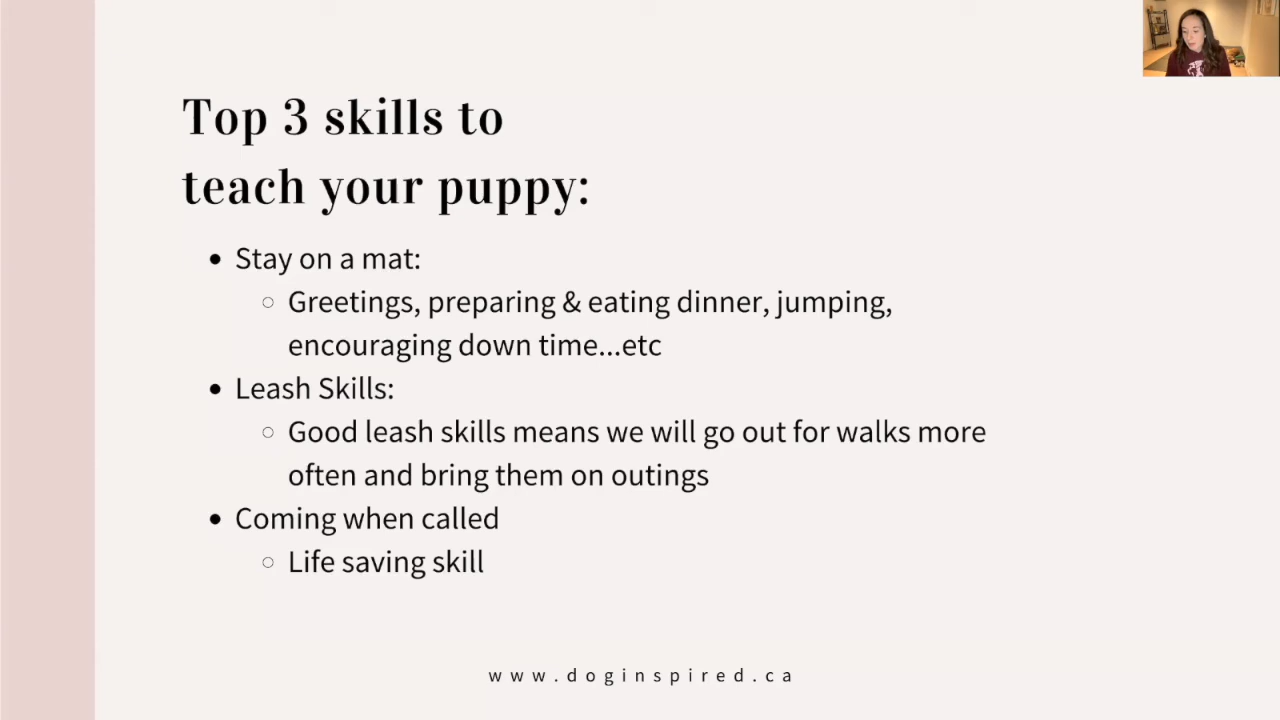 Top 3 skills to
teach your puppy:
Stay on a mat:
Greetings, preparing & eating dinner, jumping,
encouraging down time...etc
Leash Skills:
Good leash skills means we will go out for walks more
often and bring them on outings
Coming when called
Life saving skill
www.doginspired.ca